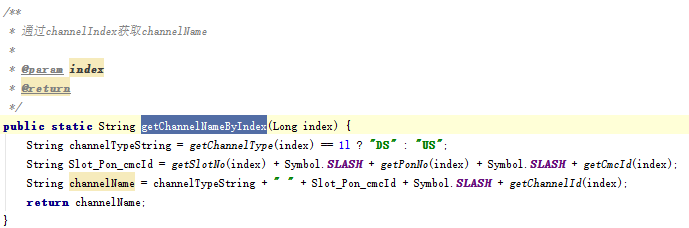 /**
 * 通过channelIndex获取channelName
 *
 * @param index
 * @return
 */
public static String getChannelNameByIndex(Long index) {
    String channelTypeString = getChannelType(index) == 1l ? "DS" : "US";
    String Slot_Pon_cmcId = getSlotNo(index) + Symbol.SLASH + getPonNo(index) + Symbol.SLASH + getCmcId(index);
    String channelName = channelTypeString + " " + Slot_Pon_cmcId + Symbol.SLASH + getChannelId(index);
    return channelName;
}